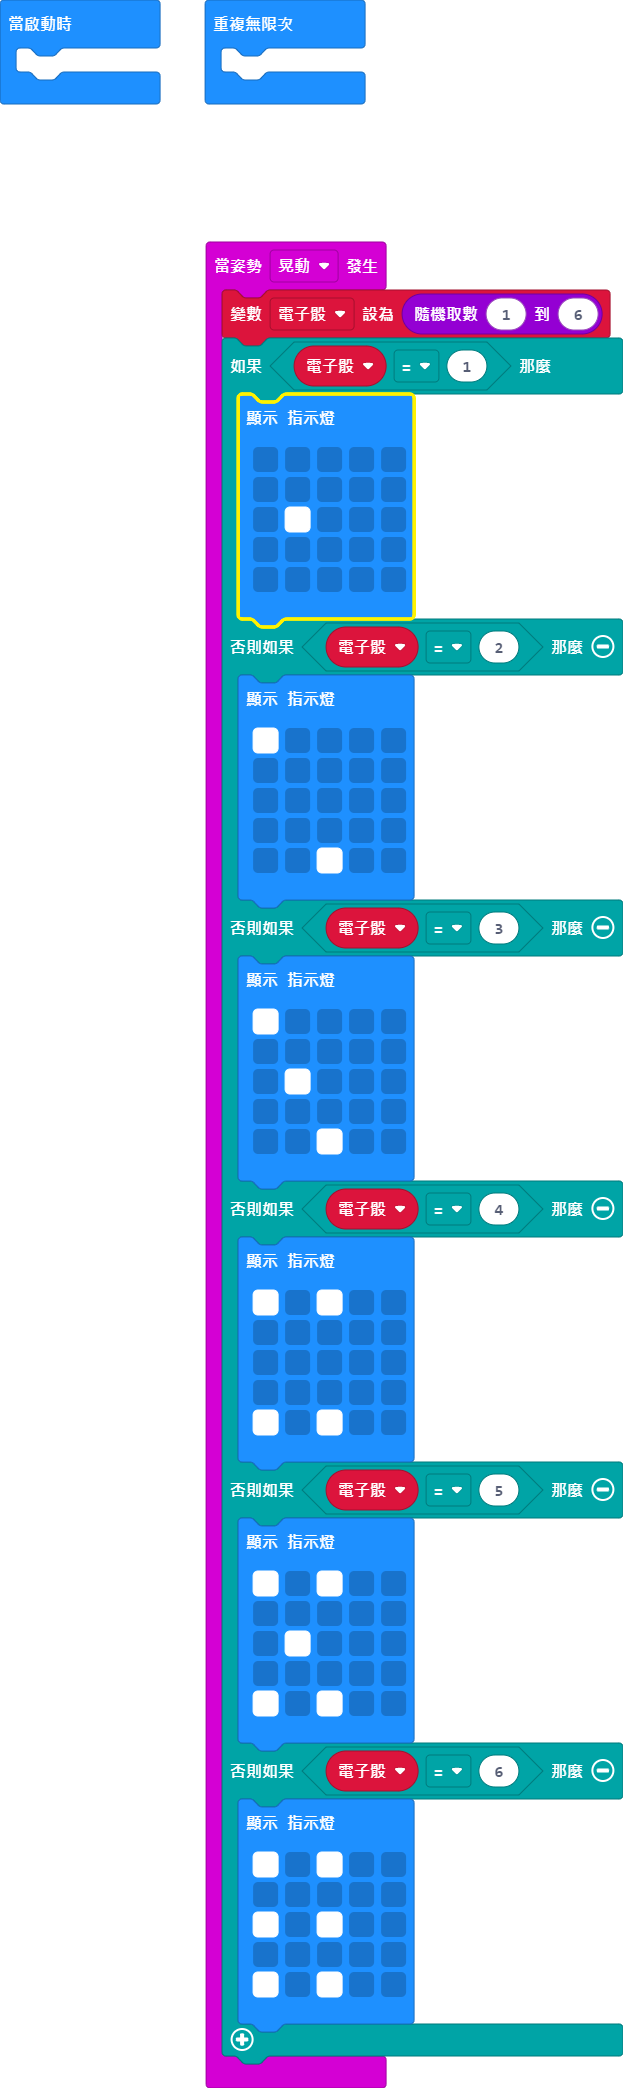 當啟動時
重複無限次
當姿勢 晃動 發生
變數 電子骰 設為 隨機取數 1 到 6
如果 電子骰 = 1 那麼
顯示 指示燈
否則如果 電子骰 = 2 那麼
顯示 指示燈
否則如果 電子骰 = 3 那麼
顯示 指示燈
否則如果 電子骰 = 4 那麼
顯示 指示燈
否則如果 電子骰 = 5 那麼
顯示 指示燈
否則如果 電子骰 = 6 那麼
顯示 指示燈